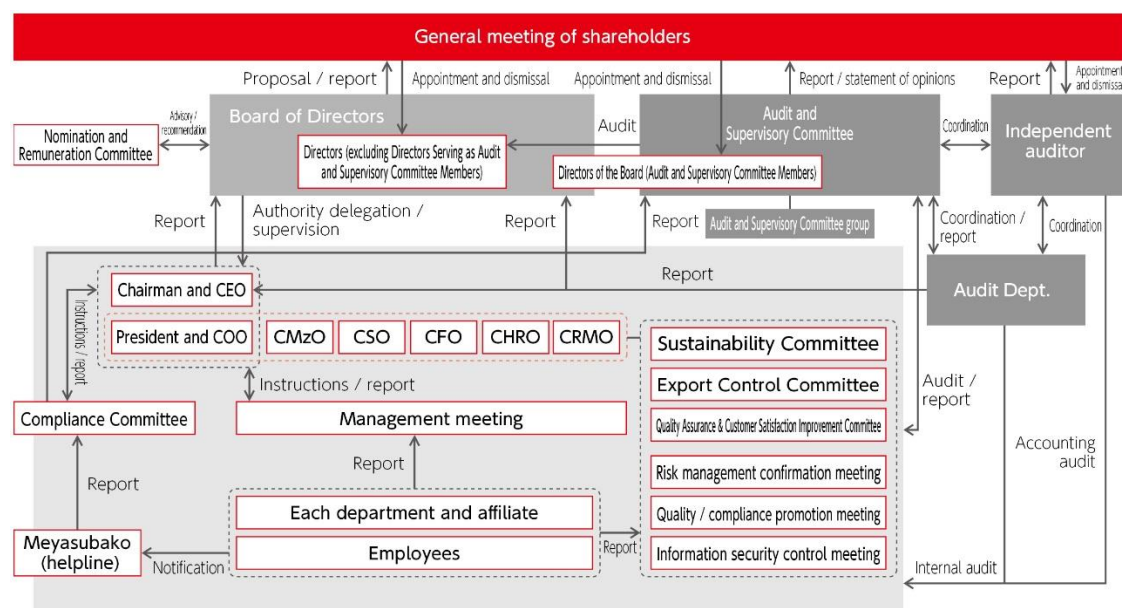 General meeting of shareholders
Proposal / report
Appointment and dismissal
Appointment and dismissal
Report / statement of opinions
Report
Appointment
and dismissal
Nomination and
Remuneration Committee
Advisory /
recommendation
Board of Directors
Directors (excluding Directors Serving as Audit
and Supervisory Committee Members)
Audit
Audit and
Supervisory Committee
Directors of the Board (Audit and Supervisory Committee Members)
Coordination
Independent
auditor
Report
Authority delegation /
supervision
Report
Report
Audit and Supervisory Committee group
Coordination /
report
Coordination
Chairman and CEO
Report
Audit Dept.
Instructions / report
President and COO
CMzO
CSO
CFO
CHRO
CRMO
Sustainability Committee
Export Control Committee
Quality Assurance & Customer Satisfaction Improvement Committee
Risk management confirmation meeting
Quality / compliance promotion meeting
Information security control meeting
Instructions / report
Audit /
report
Compliance Committee
Management meeting
Accounting
audit
Report
Report
Each department and affiliate
Employees
Meyasubako
(helpline)
Notification
Report
Internal audit